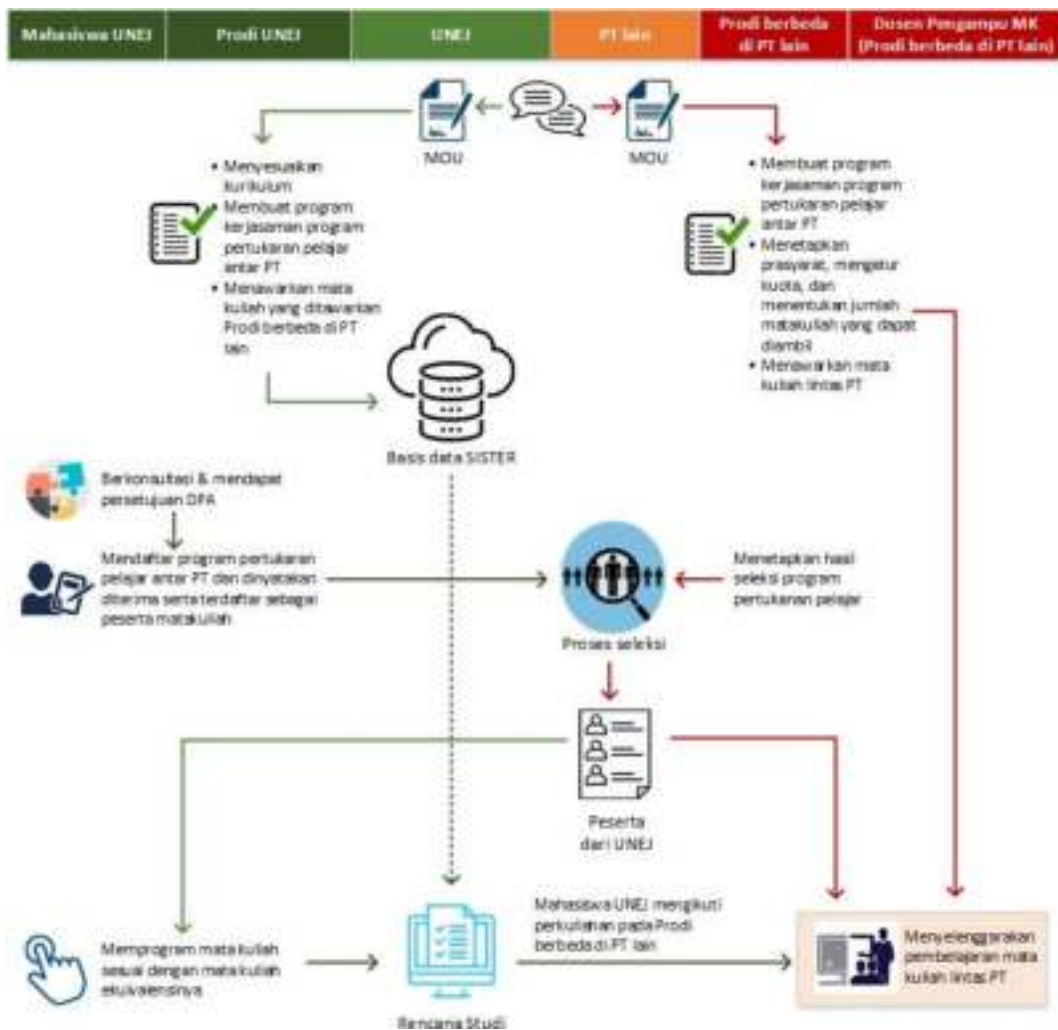 Mahasiswa UNEJ
Prodi UNEJ
UNEJ
PT lain
Prodi berbeda
di PT lain
Dosen Pengampu MK
(Prodi berbeda di PT lain)
MOU
MOU
• Menyesuaikan
kurikulum
• Membuat program
kerjasaman program
pertukaran pelajar
antar PT
• Menawarkan mata
kuliah yang ditawarkan
Prodi berbeda di PT
lain
• Membuat program
kerjasaman program
pertukaran pelajar
antar PT
• Menetapkan
prasyarat, mengatur
kuota, dan
menentukan jumlah
matakuliah yang dapat
diambil
• Menawarkan mata
kuliah lintas PT
Basis data SISTER
Berkonsultasi & mendapat
persetujuan DPA
Mendaftar program pertukaran
pelajar antar PT dan dinyatakan
diterima serta terdaftar sebagai
peserta matakuliah
Menetapkan hasil
seleksi program
pertukaran pelajar
Proses seleksi
Peserta
dari UNEJ
Mahasiswa UNEJ mengikuti
perkuliahan pada Prodi
berbeda di PT lain
Memprogram mata kuliah
sesuai dengan mata kuliah
ekuivalensinya
Menyelenggarakan
pembelajaran mata
kuliah lintas PT
Rencana Studi